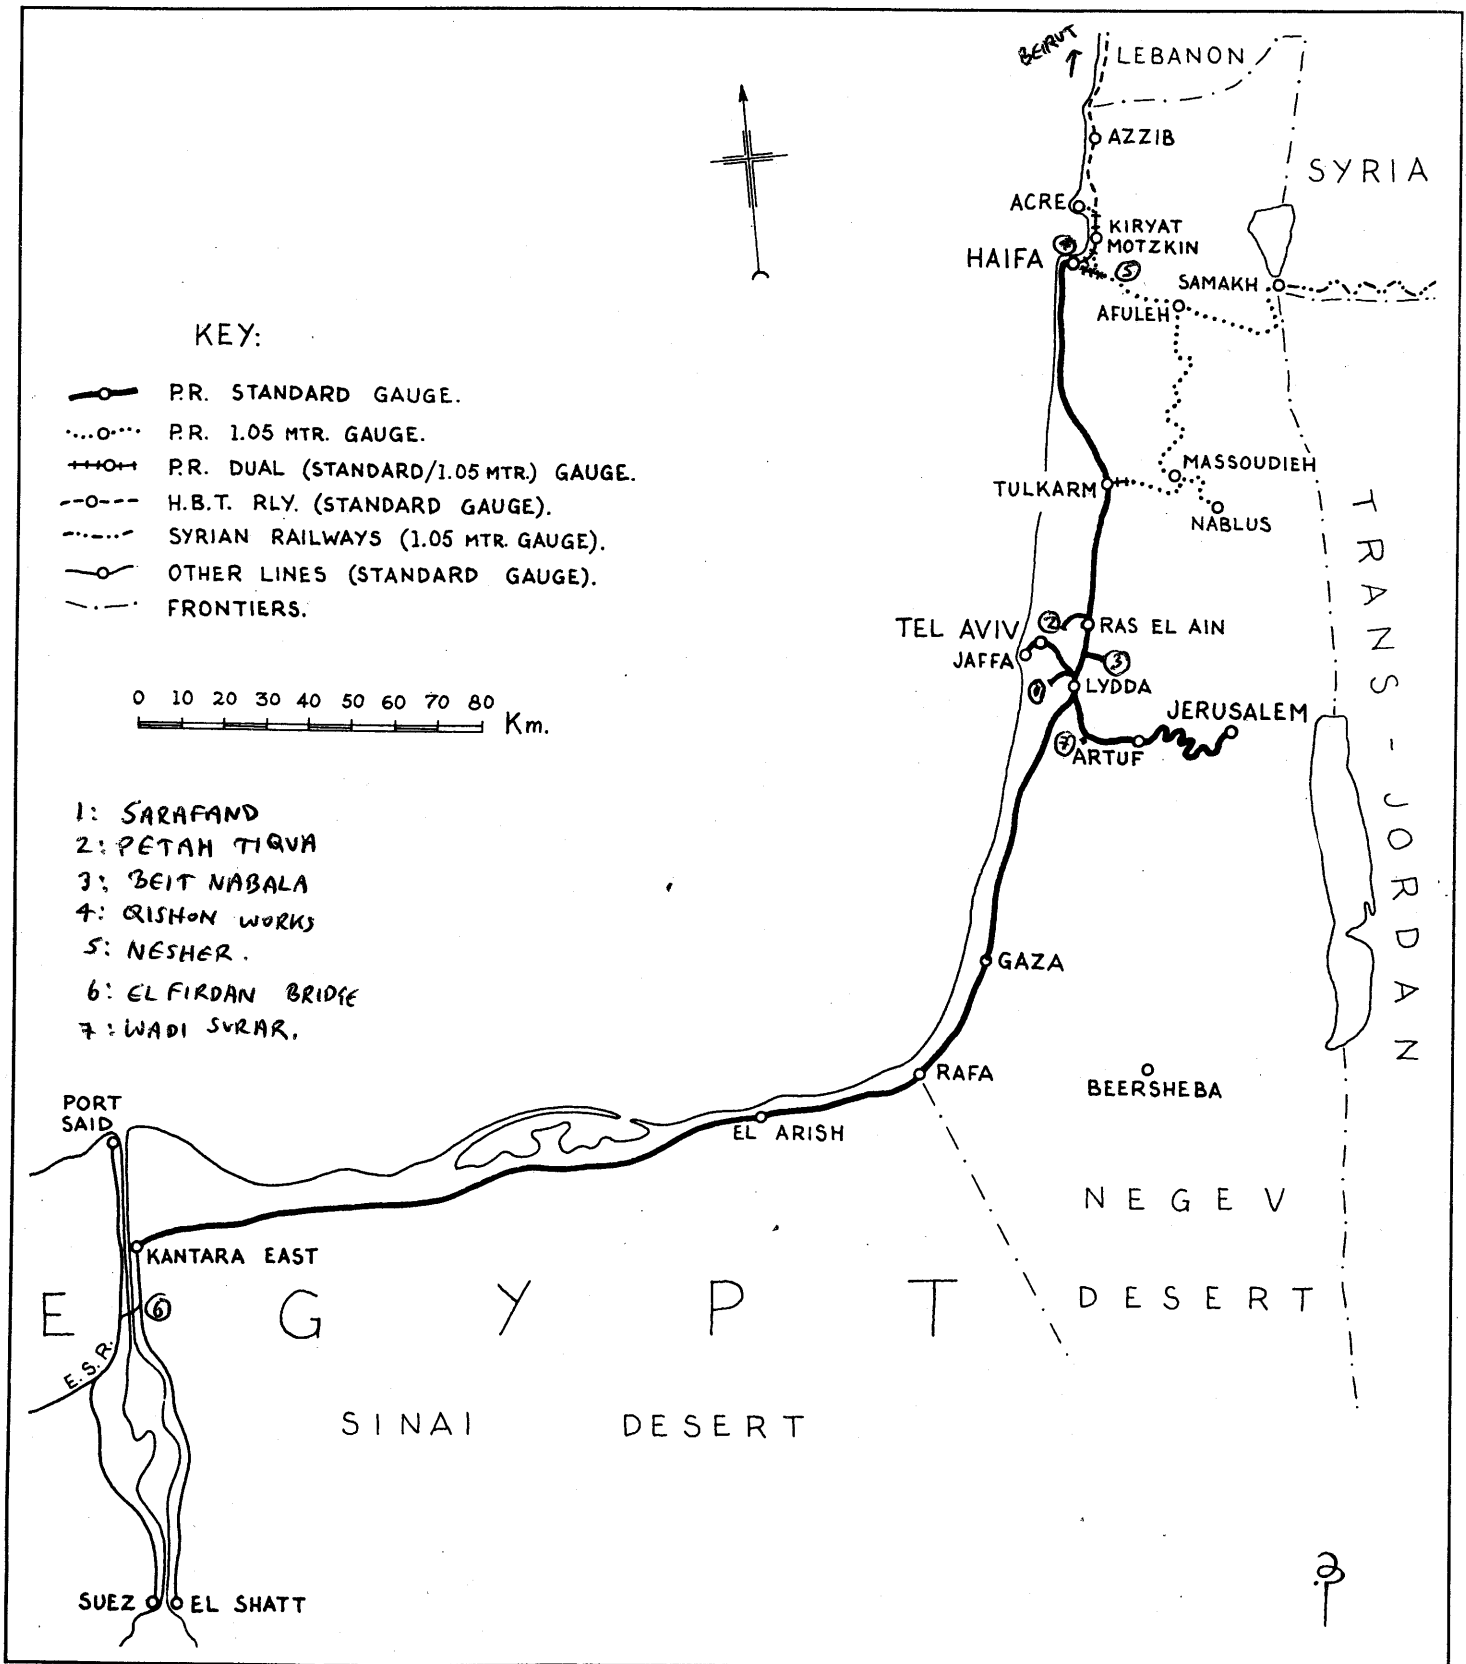 BEIRUT
LEBANON
AZZIB
SYRIA
ACRE
KIRYAT
MOTZKIN
4
HAIFA
5
SAMAKH
AFULEH
KEY:
P.R. STANDARD GAUGE.
P.R. 1.05 MTR. GAUGE.
P.R. DUAL (STANDARD/1.05 MTR.) GAUGE.
H.B.T. RLY. (STANDARD GAUGE).
SYRIAN RAILWAYS (1.05 MTR. GAUGE).
OTHER LINES (STANDARD GAUGE).
FRONTIERS.
MASSOUDIEH
TULKARM
NABLUS
TRANS-JORDAN
2
TEL AVIV
RAS EL AIN
JAFFA
3
1
LYDDA
0 10 20 30 40 50 60 70 80 Km.
JERUSALEM
7
ARTUF
1: SARAFAND
2: PETAH TIQVA
3: BEIT NABALA
4: QISHON WORKS
5: NESHER.
6: EL FIRDAN BRIDGE
7: WADI SURAR.
GAZA
RAFA
BEERSHEBA
PORT
SAID
EL ARISH
NEGEV
KANTARA EAST
DESERT
6
EGYPT
E.S.R.
SINAI DESERT
SUEZ
EL SHATT